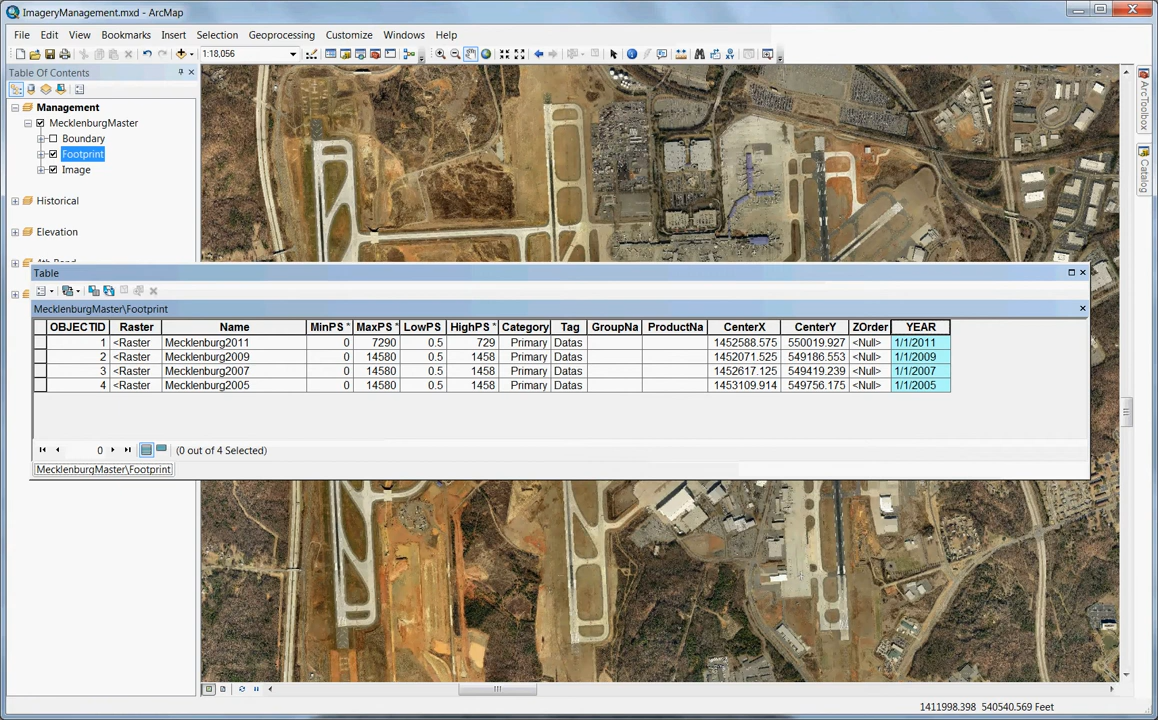 ImageryManagement.mxd - ArcMap
File Edit View Bookmarks Insert Selection Geoprocessing Customize Windows Help
1:18,056
Table Of Contents
Management
MecklenburgMaster
Boundary
Footprint
Image
Historical
Elevation
ArcToolbox
Catalog
Table
MecklenburgMaster\Footprint
OBJECTID Raster Name MinPS * MaxPS * LowPS HighPS * Category Tag GroupNa ProductNa CenterX CenterY ZOrder YEAR
1 <Raster Mecklenburg2011 0 7290 0.5 729 Primary Datas 1452588.575 550019.927 <Null> 1/1/2011
2 <Raster Mecklenburg2009 0 14580 0.5 1458 Primary Datas 1452071.525 549186.553 <Null> 1/1/2009
3 <Raster Mecklenburg2007 0 14580 0.5 1458 Primary Datas 1452617.125 549419.239 <Null> 1/1/2007
4 <Raster Mecklenburg2005 0 14580 0.5 1458 Primary Datas 1453109.914 549756.175 <Null> 1/1/2005
0 (0 out of 4 Selected)
MecklenburgMaster\Footprint
1411998.398 540540.569 Feet